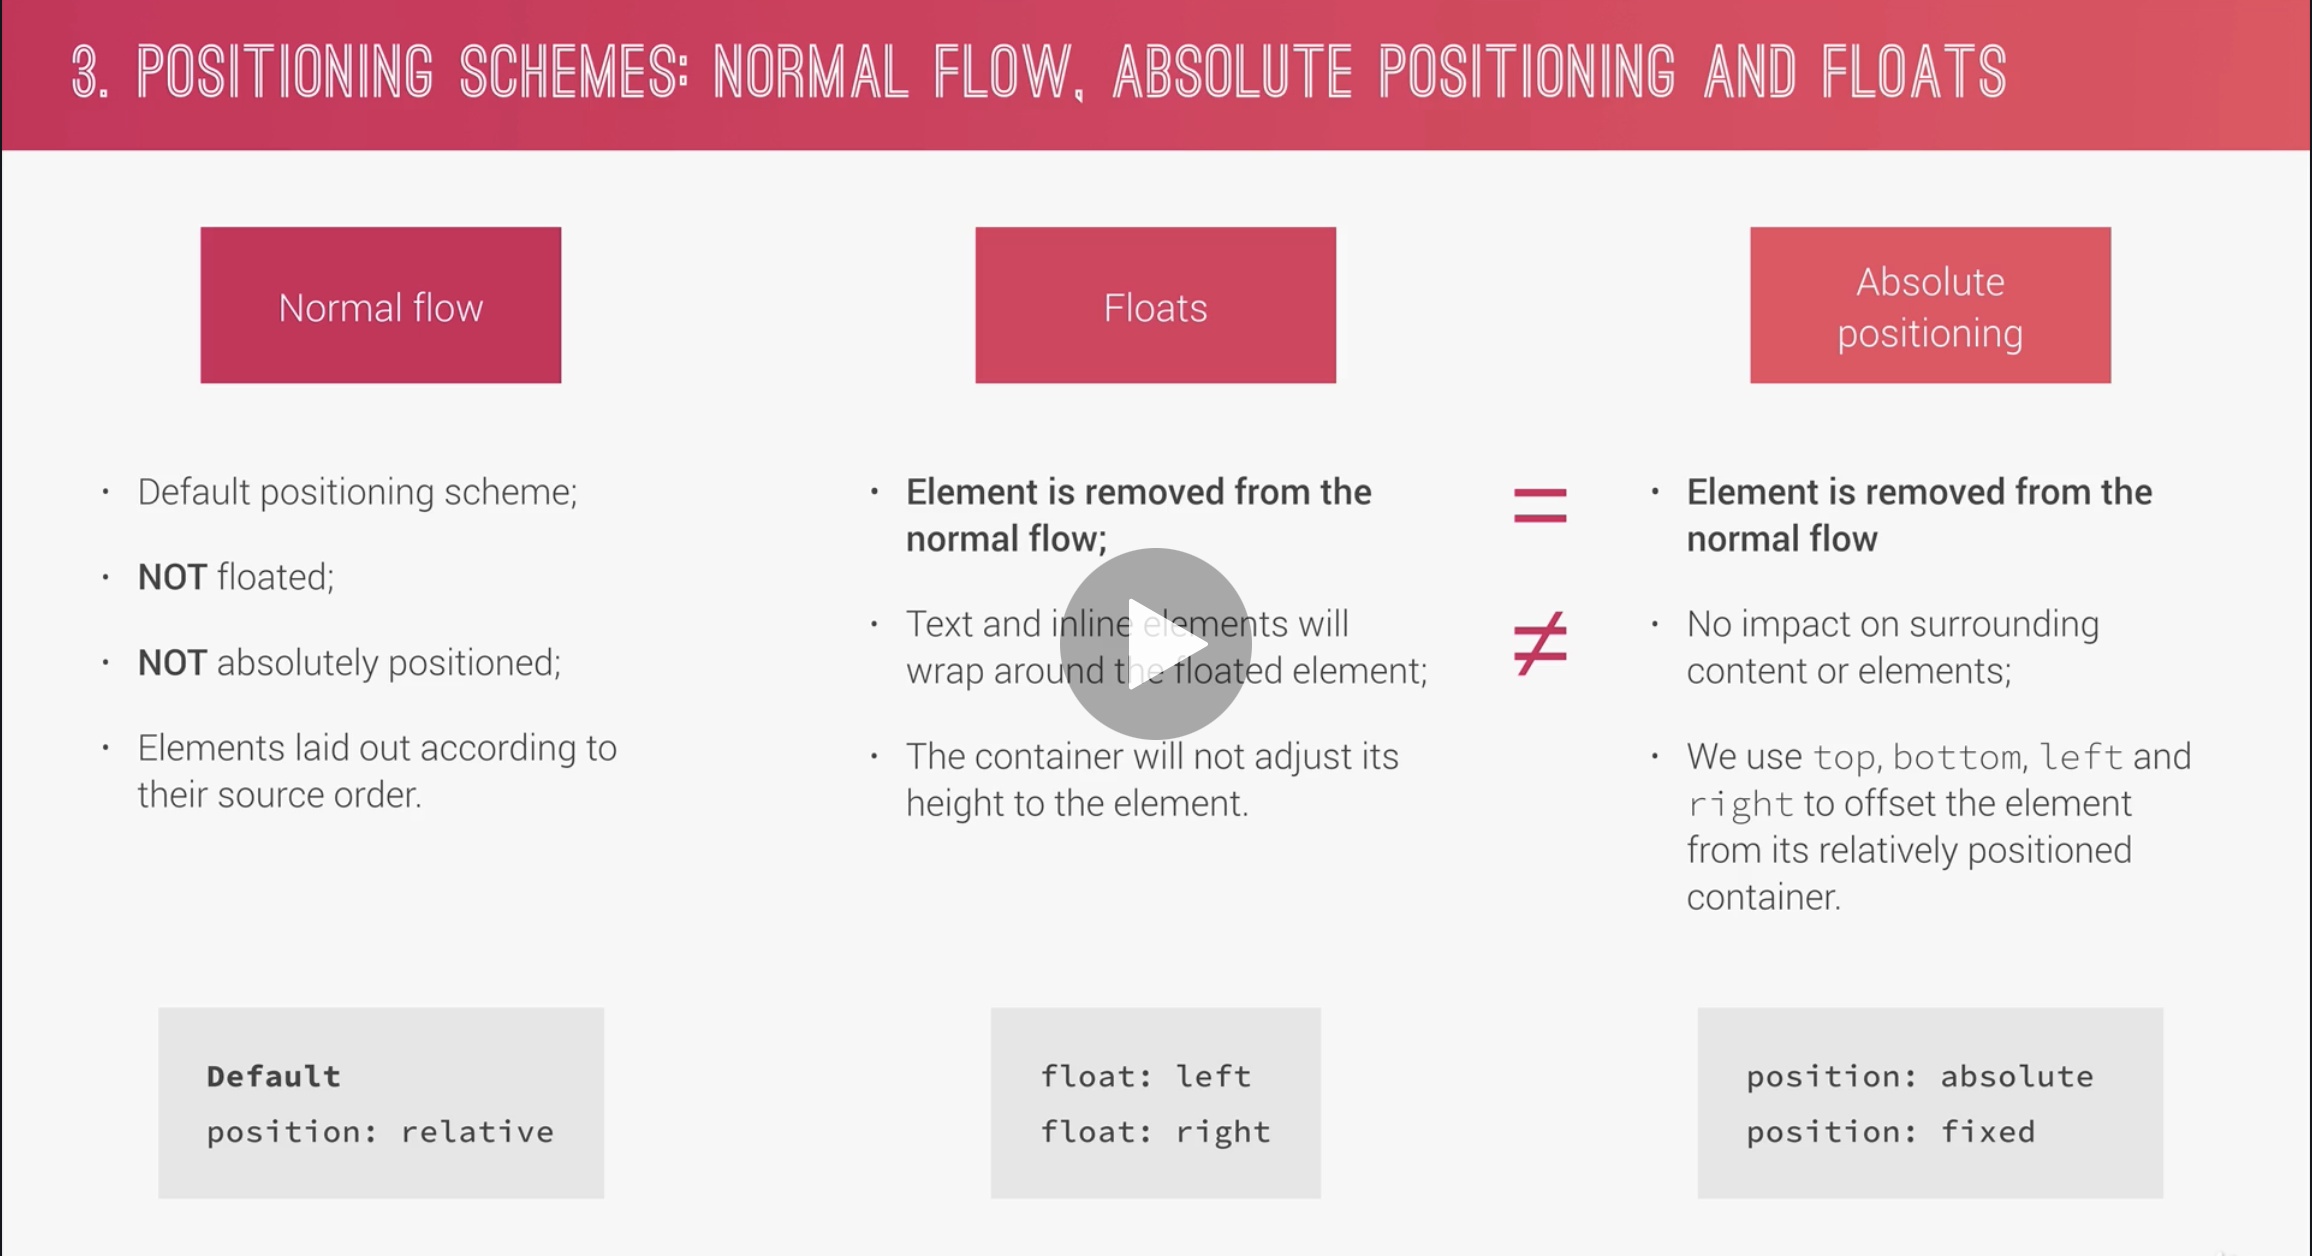 3. POSITIONING SCHEMES: NORMAL FLOW, ABSOLUTE POSITIONING AND FLOATS
Normal flow
• Default positioning scheme;
• NOT floated;
• NOT absolutely positioned;
• Elements laid out according to
their source order.
Default
position: relative
Floats
• Element is removed from the
normal flow;
• Text and inline elements will
wrap around the floated element;
• The container will not adjust its
height to the element.
float: left
float: right
=
≠
Absolute
positioning
• Element is removed from the
normal flow
• No impact on surrounding
content or elements;
• We use top, bottom, left and
right to offset the element
from its relatively positioned
container.
position: absolute
position: fixed